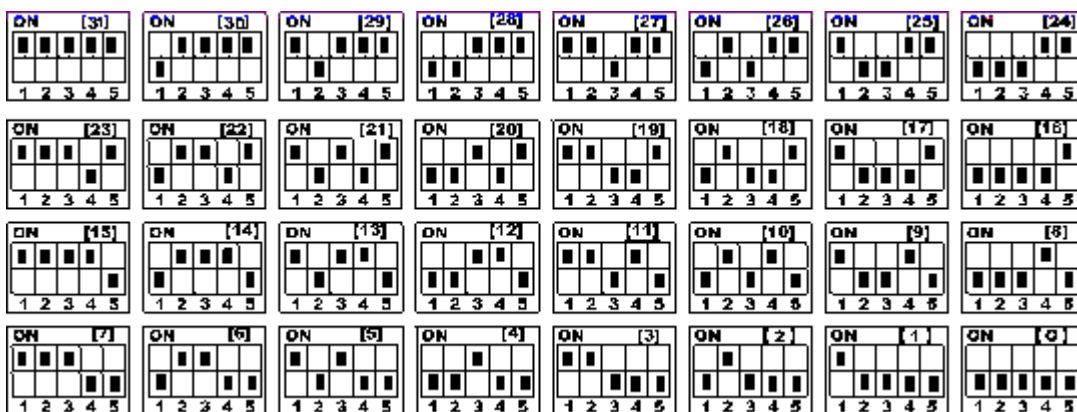 ON [31] ON [30] ON [29] ON [28] ON [27] ON [26] ON [25] ON [24]
1 2 3 4 5 1 2 3 4 5 1 2 3 4 5 1 2 3 4 5 1 2 3 4 5 1 2 3 4 5 1 2 3 4 5 1 2 3 4 5
ON [23] ON [22] ON [21] ON [20] ON [19] ON [18] ON [17] ON [16]
1 2 3 4 5 1 2 3 4 5 1 2 3 4 5 1 2 3 4 5 1 2 3 4 5 1 2 3 4 5 1 2 3 4 5 1 2 3 4 5
ON [15] ON [14] ON [13] ON [12] ON [11] ON [10] ON [9] ON [8]
1 2 3 4 5 1 2 3 4 5 1 2 3 4 5 1 2 3 4 5 1 2 3 4 5 1 2 3 4 5 1 2 3 4 5 1 2 3 4 5
ON [7] ON [6] ON [5] ON [4] ON [3] ON [2] ON [1] ON [0]
1 2 3 4 5 1 2 3 4 5 1 2 3 4 5 1 2 3 4 5 1 2 3 4 5 1 2 3 4 5 1 2 3 4 5 1 2 3 4 5